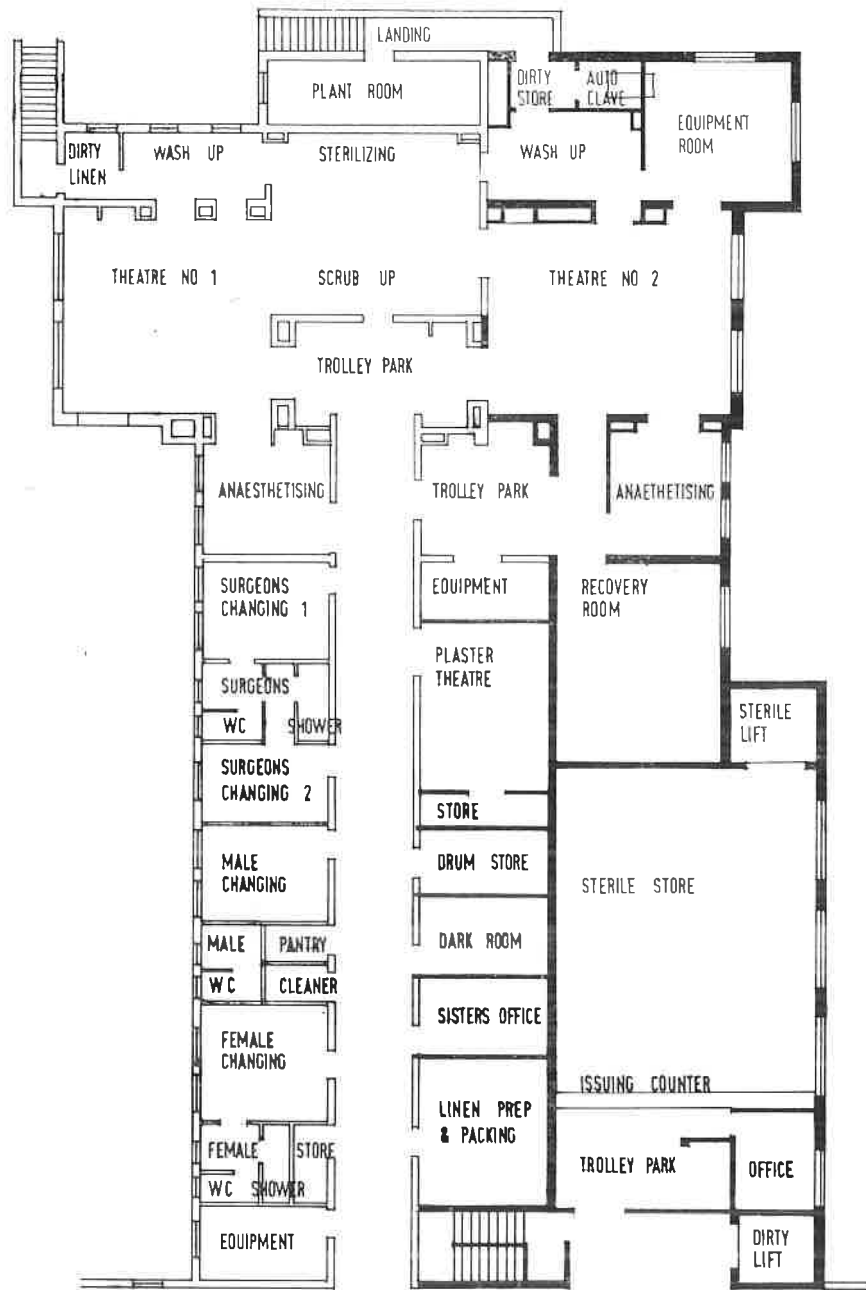 LANDING
PLANT ROOM
DIRTY
STORE
AUTO
CLAVE
EQUIPMENT
ROOM
DIRTY
LINEN
WASH UP
STERILIZING
WASH UP
THEATRE NO 1
SCRUB UP
THEATRE NO 2
TROLLEY PARK
ANAESTHETISING
TROLLEY PARK
ANAETHETISING
SURGEONS
CHANGING 1
EQUIPMENT
RECOVERY
ROOM
PLASTER
THEATRE
SURGEONS
WC
SHOWER
STERILE
LIFT
SURGEONS
CHANGING 2
STORE
MALE
CHANGING
DRUM STORE
STERILE STORE
MALE
WC
PANTRY
CLEANER
DARK ROOM
SISTERS OFFICE
FEMALE
CHANGING
ISSUING COUNTER
LINEN PREP
& PACKING
FEMALE
WC
SHOWER
STORE
TROLLEY PARK
OFFICE
EQUIPMENT
DIRTY
LIFT